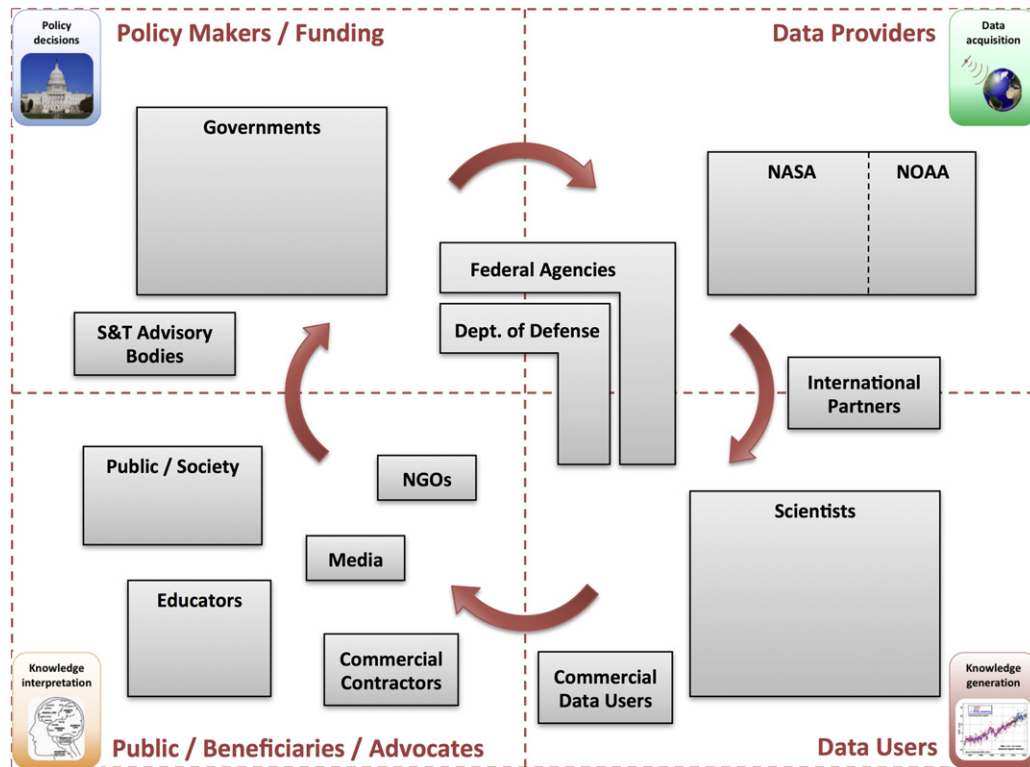 Policy
decisions
Policy Makers / Funding
Data Providers
Data
acquisition
Governments
NASA
NOAA
Federal Agencies
Dept. of Defense
S&T Advisory
Bodies
International
Partners
Public / Society
NGOs
Scientists
Media
Educators
Commercial
Contractors
Commercial
Data Users
Knowledge
interpretation
Public / Beneficiaries / Advocates
Data Users
Knowledge
generation